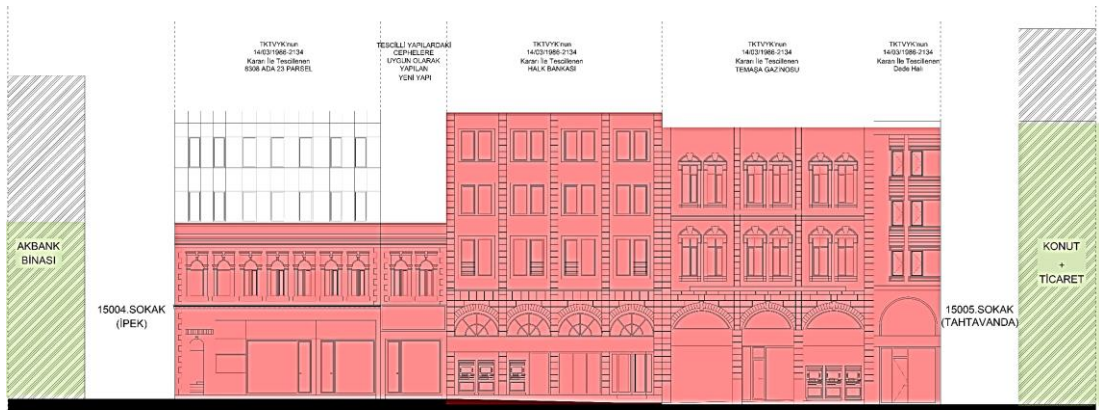 TKTVYK'nun
14/03/1986-2134
Kararı İle Tescillenen
8308 ADA 23 PARSEL
TESCİLLİ YAPILARDAKİ
CEPHELERE
UYGUN OLARAK
YAPILAN
YENİ YAPI
TKTVYK'nun
14/03/1986-2134
Kararı İle Tescillenen
HALK BANKASI
TKTVYK'nun
14/03/1986-2134
Kararı İle Tescillenen
TEMAŞA GAZİNOSU
TKTVYK'nun
14/03/1986-2134
Kararı İle Tescillenen
Dede Hali
AKBANK
BİNASI
15004.SOKAK
(İPEK)
15005.SOKAK
(TAHTAVANDA)
KONUT
+
TİCARET